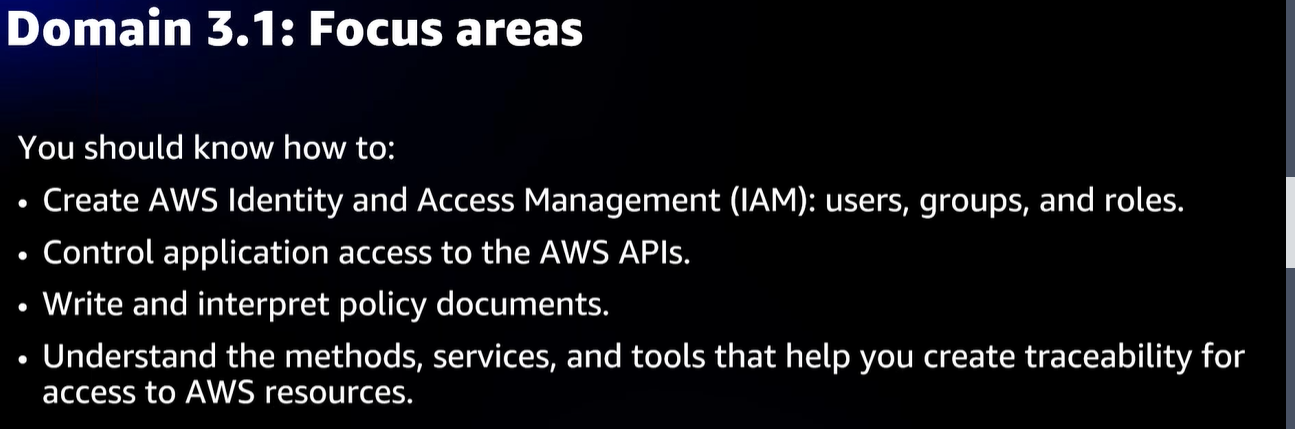 Domain 3.1: Focus areas
You should know how to:
• Create AWS Identity and Access Management (IAM): users, groups, and roles.
• Control application access to the AWS APIs.
• Write and interpret policy documents.
• Understand the methods, services, and tools that help you create traceability for
access to AWS resources.